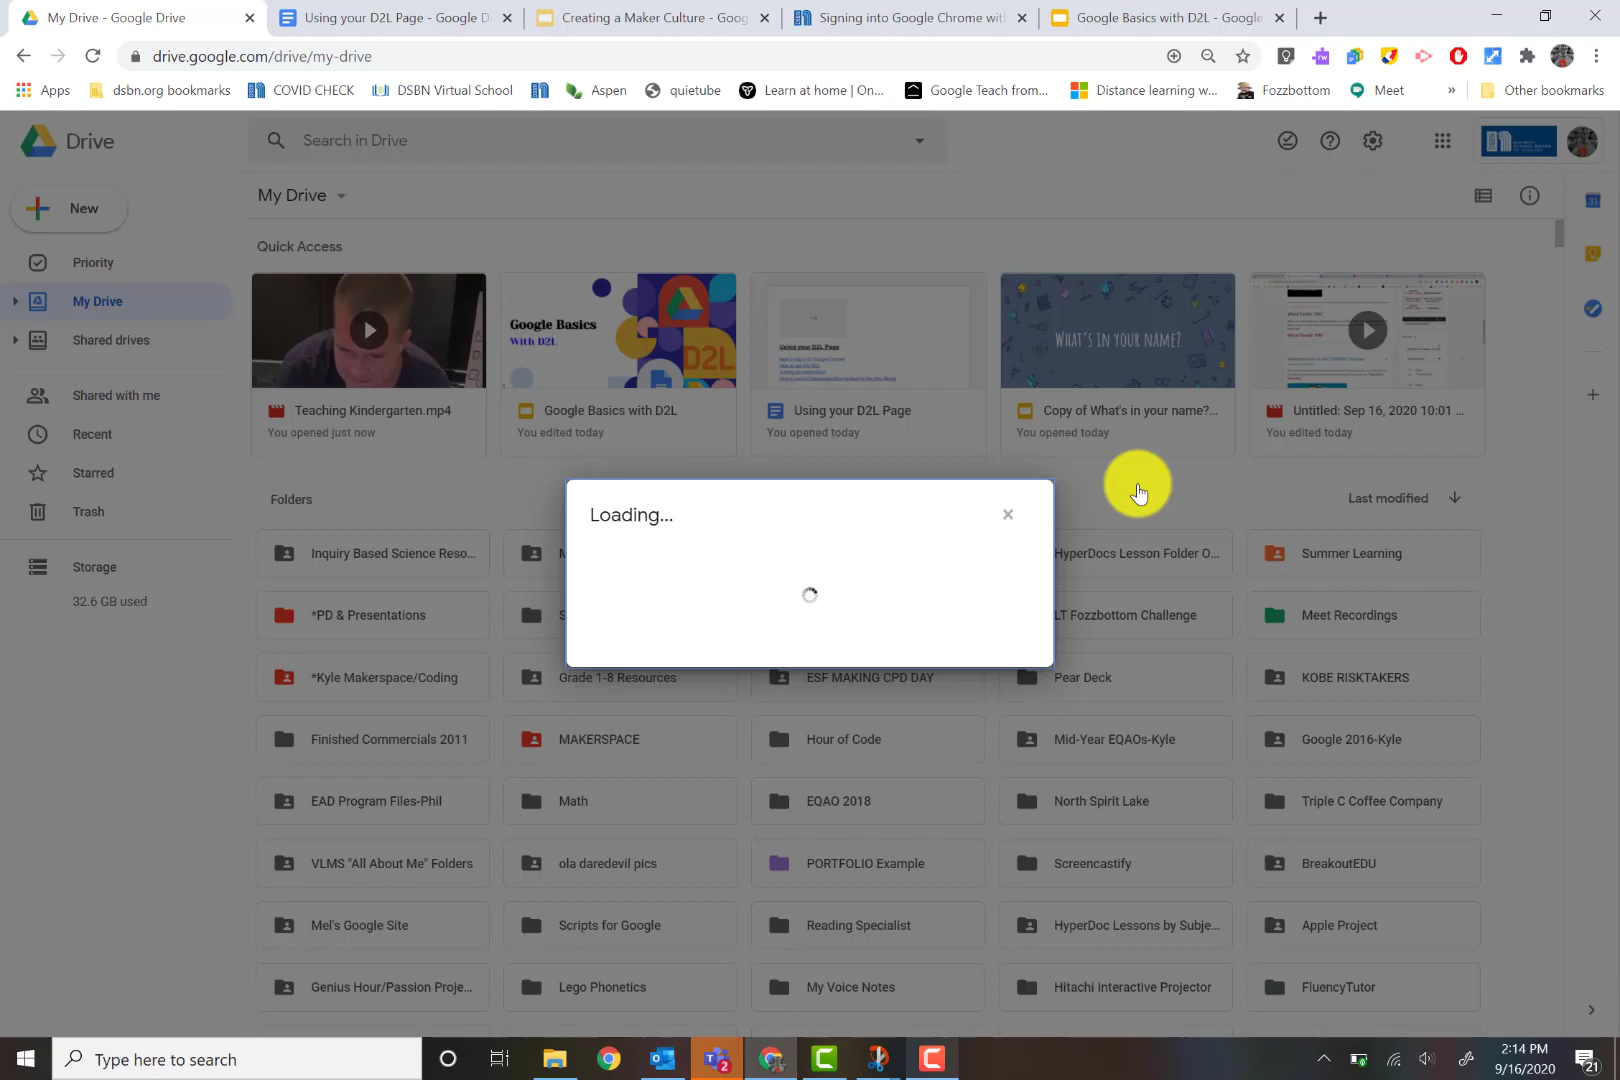 My Drive - Google Drive
Using your D2L Page - Google D
Creating a Maker Culture - Goog
Signing into Google Chrome with
Google Basics with D2L - Google
drive.google.com/drive/my-drive
Apps
dsbn.org bookmarks
COVID CHECK
DSBN Virtual School
Aspen
quietube
Learn at home | On...
Google Teach from...
Distance learning w...
Fozzbottom
Meet
»
Other bookmarks
Drive
Search in Drive
New
My Drive
Priority
My Drive
Shared drives
Shared with me
Recent
Starred
Trash
Storage
32.6 GB used
Quick Access
Google Basics
With D2L
D2L
Using your D2L Page
WHAT'S IN YOUR NAME?
Teaching Kindergarten.mp4
You opened just now
Google Basics with D2L
You edited today
Using your D2L Page
You opened today
Copy of What's in your name?...
You opened today
Untitled: Sep 16, 2020 10:01 ...
You edited today
Folders
Last modified
Loading...
Inquiry Based Science Reso...
HyperDocs Lesson Folder O...
Summer Learning
*PD & Presentations
LT Fozzbottom Challenge
Meet Recordings
*Kyle Makerspace/Coding
Grade 1-8 Resources
ESF MAKING CPD DAY
Pear Deck
KOBE RISKTAKERS
Finished Commercials 2011
MAKERSPACE
Hour of Code
Mid-Year EQAOs-Kyle
Google 2016-Kyle
EAD Program Files-Phil
Math
EQAO 2018
North Spirit Lake
Triple C Coffee Company
VLMS "All About Me" Folders
ola daredevil pics
PORTFOLIO Example
Screencastify
BreakoutEDU
Mel's Google Site
Scripts for Google
Reading Specialist
HyperDoc Lessons by Subje...
Apple Project
Genius Hour/Passion Proje...
Lego Phonetics
My Voice Notes
Hitachi Interactive Projector
FluencyTutor
Type here to search
2
2:14 PM
9/16/2020
21